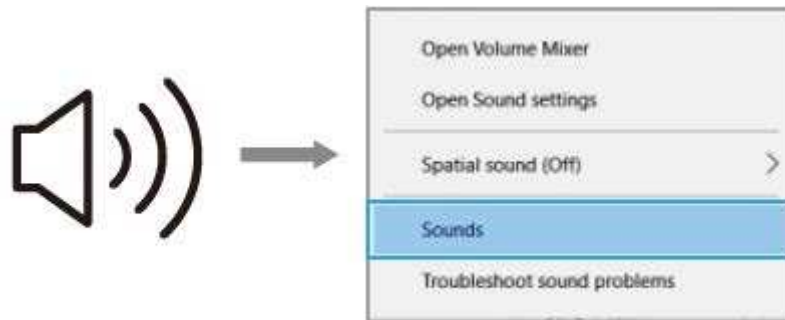 Open Volume Mixer
Open Sound settings
Spatial sound (Off)
Sounds
Troubleshoot sound problems